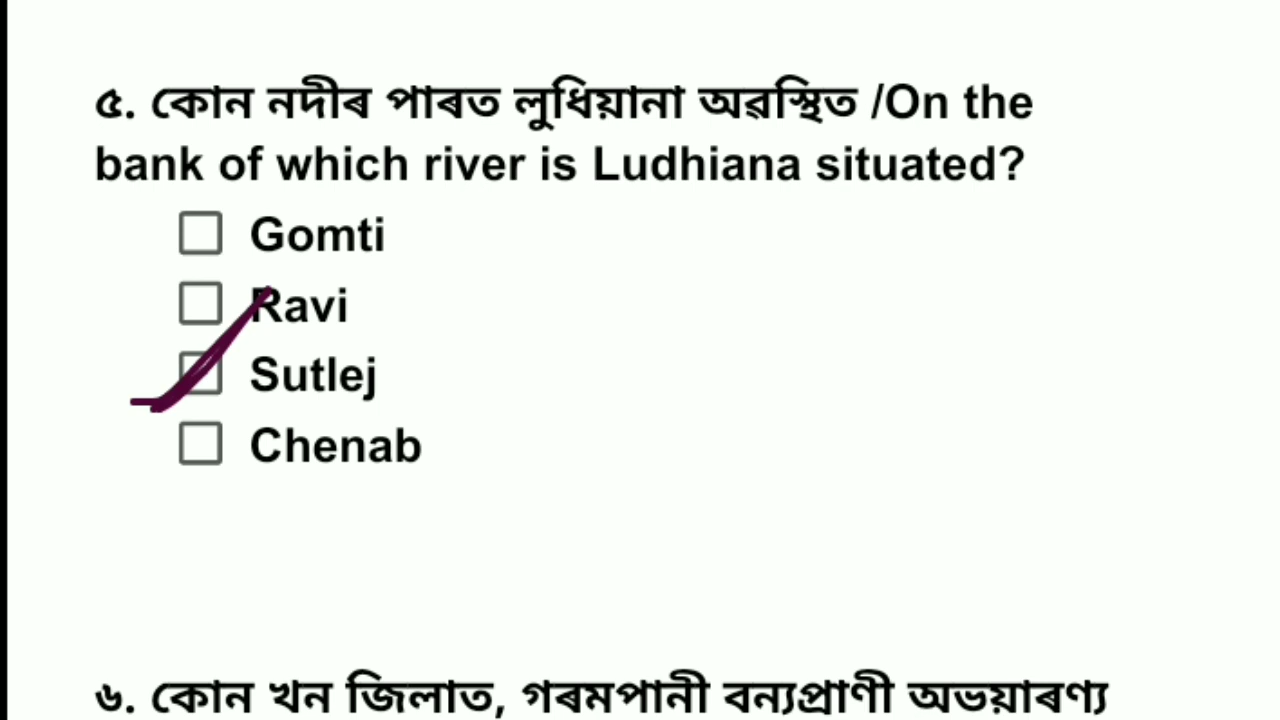 ৫. কোন নদীৰ পাৰত লুধিয়ানা অৱস্থিত /On the
bank of which river is Ludhiana situated?
Gomti
Ravi
Sutlej
Chenab
৬. কোন খন জিলাত, গৰমপানী বন্যপ্ৰাণী অভয়াৰণ্য